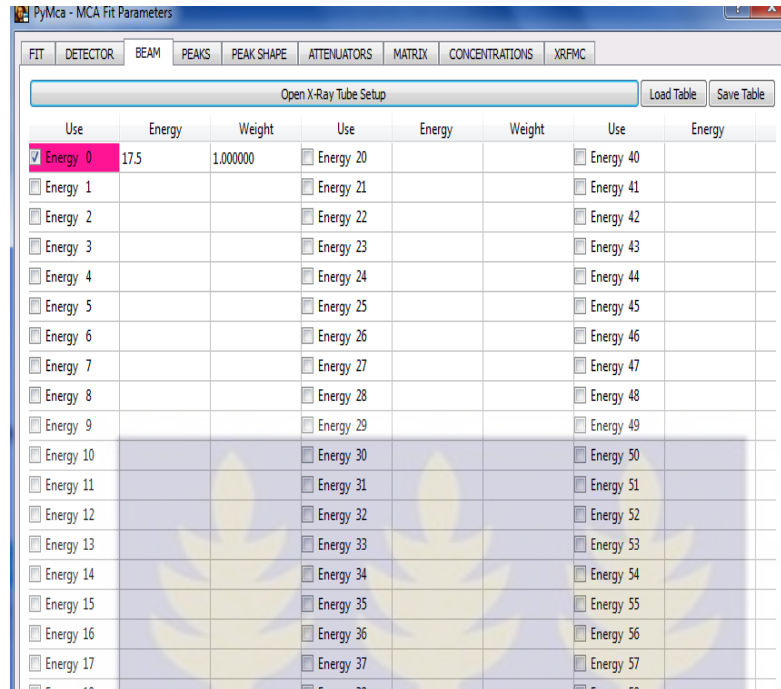 PyMca - MCA Fit Parameters
FIT DETECTOR BEAM PEAKS PEAK SHAPE ATTENUATORS MATRIX CONCENTRATIONS XRFMC
Open X-Ray Tube Setup Load Table Save Table
Use Energy Weight Use Energy Weight Use Energy
Energy 0 17.5 1.000000 Energy 20 Energy 40
Energy 1 Energy 21 Energy 41
Energy 2 Energy 22 Energy 42
Energy 3 Energy 23 Energy 43
Energy 4 Energy 24 Energy 44
Energy 5 Energy 25 Energy 45
Energy 6 Energy 26 Energy 46
Energy 7 Energy 27 Energy 47
Energy 8 Energy 28 Energy 48
Energy 9 Energy 29 Energy 49
Energy 10 Energy 30 Energy 50
Energy 11 Energy 31 Energy 51
Energy 12 Energy 32 Energy 52
Energy 13 Energy 33 Energy 53
Energy 14 Energy 34 Energy 54
Energy 15 Energy 35 Energy 55
Energy 16 Energy 36 Energy 56
Energy 17 Energy 37 Energy 57